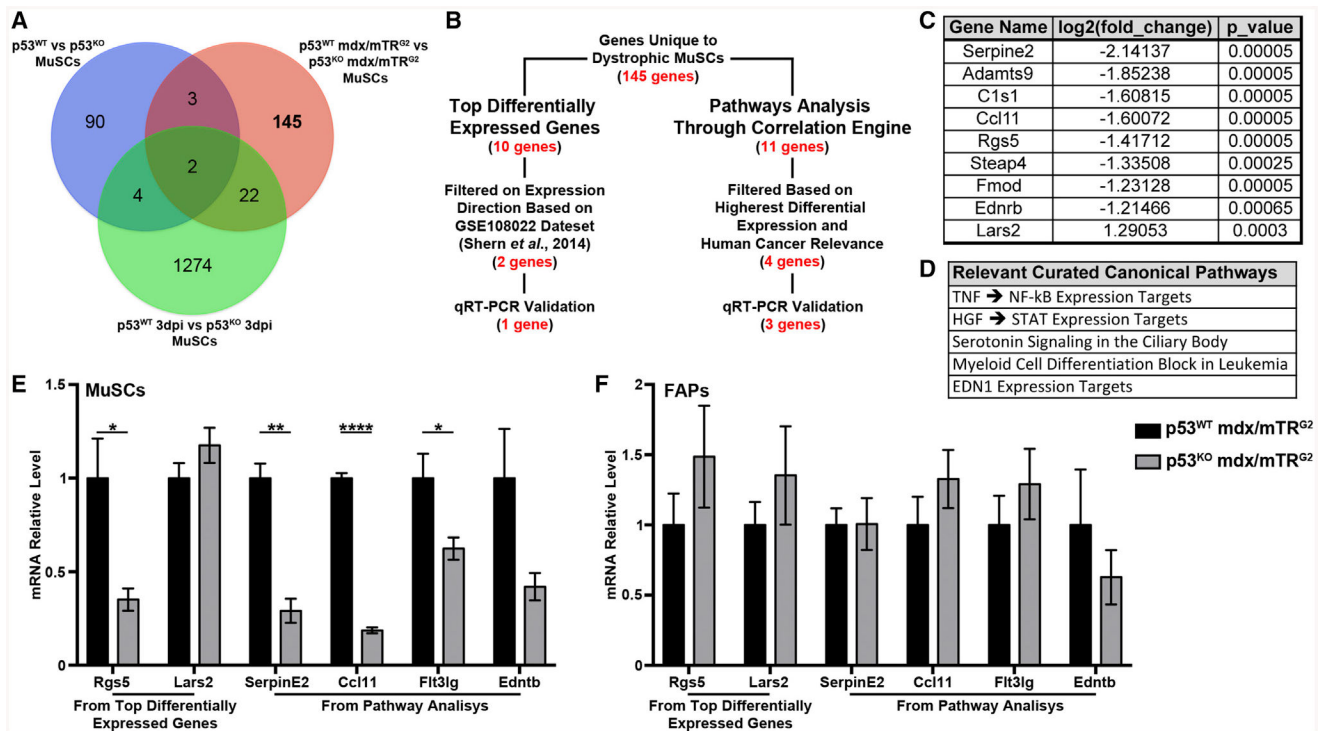 A
p53WT vs p53KO
MuSCs
p53WT mdx/mTRG2 vs
p53KO mdx/mTRG2
MuSCs
90
3
145
2
4
22
1274
p53WT 3dpi vs p53KO 3dpi
MuSCs
B
Genes Unique to
Dystrophic MuSCs
(145 genes)
Top Differentially
Expressed Genes
(10 genes)
Filtered on Expression
Direction Based on
GSE108022 Dateset
(Shern et al., 2014)
(2 genes)
qRT-PCR Validation
(1 gene)
Pathways Analysis
Through Correlation Engine
(11 genes)
Filtered Based on
Higherest Differential
Expression and
Human Cancer Relevance
(4 genes)
qRT-PCR Validation
(3 genes)
C
Gene Name log2(fold_change) p_value
Serpine2 -2.14137 0.00005
Adamts9 -1.85238 0.00005
C1s1 -1.60815 0.00005
Ccl11 -1.60072 0.00005
Rgs5 -1.41712 0.00005
Steap4 -1.33508 0.00025
Fmod -1.23128 0.00005
Ednrb -1.21466 0.00065
Lars2 1.29053 0.0003
D
Relevant Curated Canonical Pathways
TNF ➔ NF-kB Expression Targets
HGF ➔ STAT Expression Targets
Serotonin Signaling in the Ciliary Body
Myeloid Cell Differentiation Block in Leukemia
EDN1 Expression Targets
E
MuSCs
mRNA Relative Level
1.5
1
0.5
0
*
**
****
*
Rgs5 Lars2 SerpinE2 Ccl11 Flt3lg Edntb
From Top Differentially
Expressed Genes
From Pathway Analisys
F
FAPs
mRNA Relative Level
2
1.5
1
0.5
0
Rgs5 Lars2 SerpinE2 Ccl11 Flt3lg Edntb
From Top Differentially
Expressed Genes
From Pathway Analisys
p53WT mdx/mTRG2
p53KO mdx/mTRG2